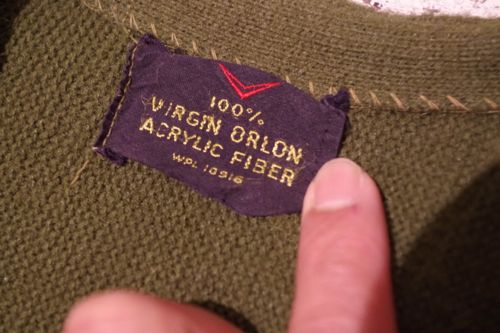 100%
VIRGIN ORLON
ACRYLIC FIBER
WPL 10916